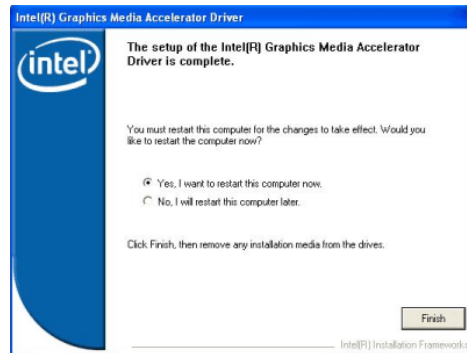 Intel(R) Graphics Media Accelerator Driver
intel
The setup of the Intel(R) Graphics Media Accelerator
Driver is complete.
You must restart this computer for the changes to take effect. Would you
like to restart the computer now?
Yes, I want to restart this computer now.
No, I will restart this computer later.
Click Finish, then remove any installation media from the drives.
Finish
Intel(R) Installation Framework